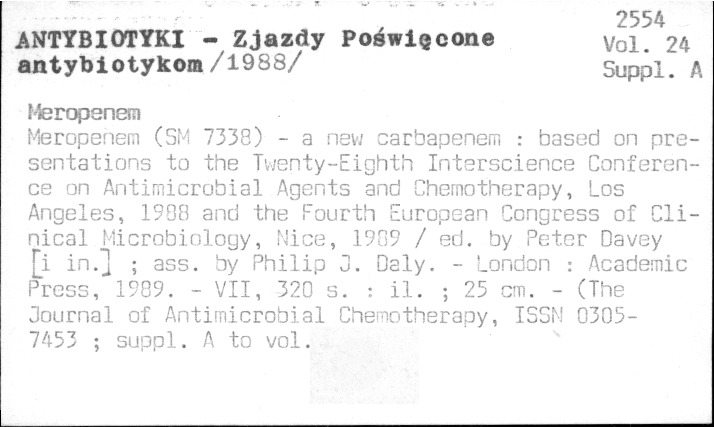 2554
ANTYBIOTYKI - Zjazdy Poświęcone
Vol. 24
antybiotykom/1988/
Suppl. A
Meropenem
Meropenem (SM 7338) - a new carbapenem : based on pre-
sentations to the Twenty-Eighth Interscience Conferen-
ce on Antimicrobial Agents and Chemotherapy, Los
Angeles, 1988 and the Fourth European Congress of Cli-
nical Microbiology, Nice, 1989 / ed. by Peter Davey
[i in.] ; ass. by Philip J. Daly. - London : Academic
Press, 1989. - VII, 320 s. : il. ; 25 cm. - (The
Journal of Antimicrobial Chemotherapy, ISSN 0305-
7453 ; suppl. A to vol.